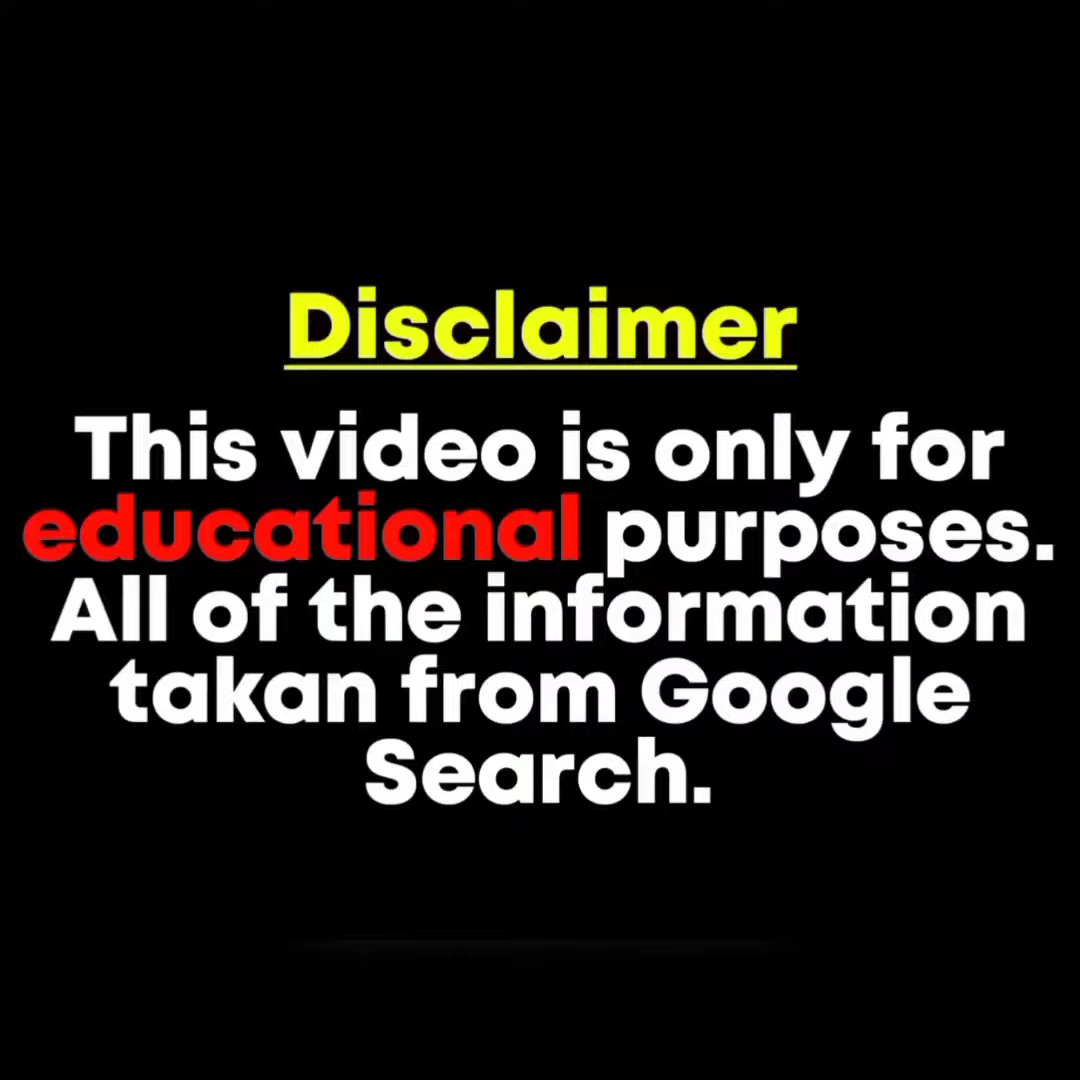 Disclaimer
This video is only for
educational purposes.
All of the information
takan from Google
Search.